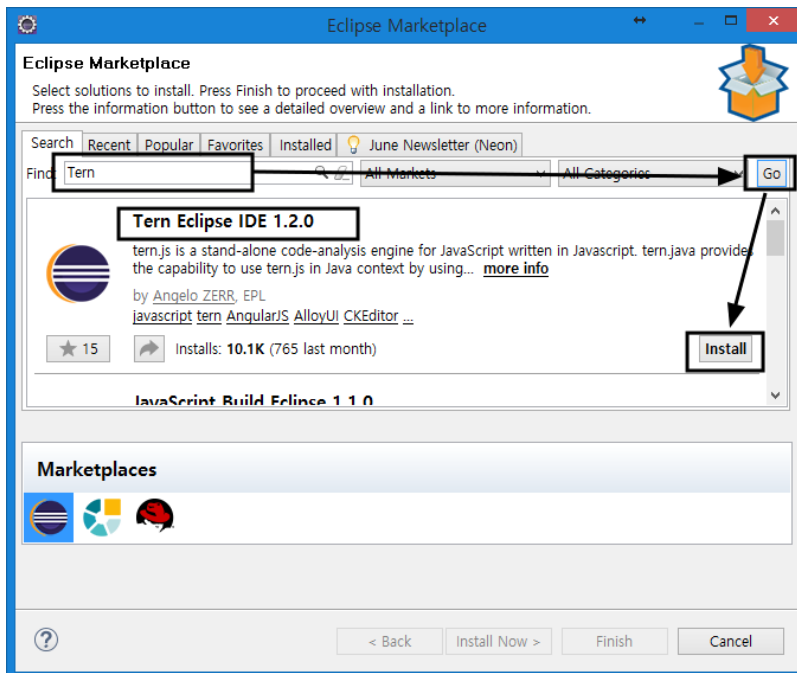 Eclipse Marketplace
Eclipse Marketplace
Select solutions to install. Press Finish to proceed with installation.
Press the information button to see a detailed overview and a link to more information.
Search Recent Popular Favorites Installed June Newsletter (Neon)
Find: Tern All Markets All Categories Go
Tern Eclipse IDE 1.2.0
tern.js is a stand-alone code-analysis engine for JavaScript written in Javascript. tern.java provides
the capability to use tern.js in Java context by using... more info
by Angelo ZERR, EPL
javascript tern AngularJS AlloyUI CKEditor ...
15 Installs: 10.1K (765 last month) Install
JavaScript Build Eclipse 1.1.0
Marketplaces
? < Back Install Now > Finish Cancel